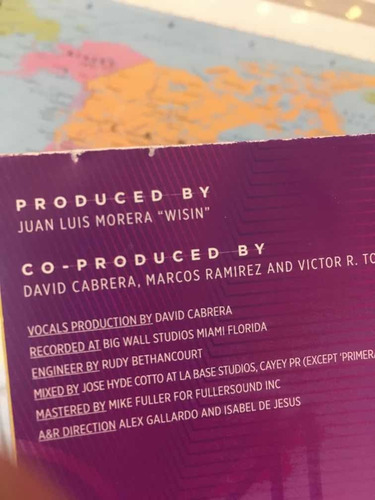 PRODUCED BY
JUAN LUIS MORERA "WISIN"
CO-PRODUCED BY
DAVID CABRERA, MARCOS RAMIREZ AND VICTOR R. TO
VOCALS PRODUCTION BY DAVID CABRERA
RECORDED AT BIG WALL STUDIOS MIAMI FLORIDA
ENGINEER BY RUDY BETHANCOURT
MIXED BY JOSE HYDE COTTO AT LA BASE STUDIOS, CAYEY PR (EXCEPT 'PRIMERA
MASTERED BY MIKE FULLER FOR FULLERSOUND INC
A&R DIRECTION ALEX GALLARDO AND ISABEL DE JESUS